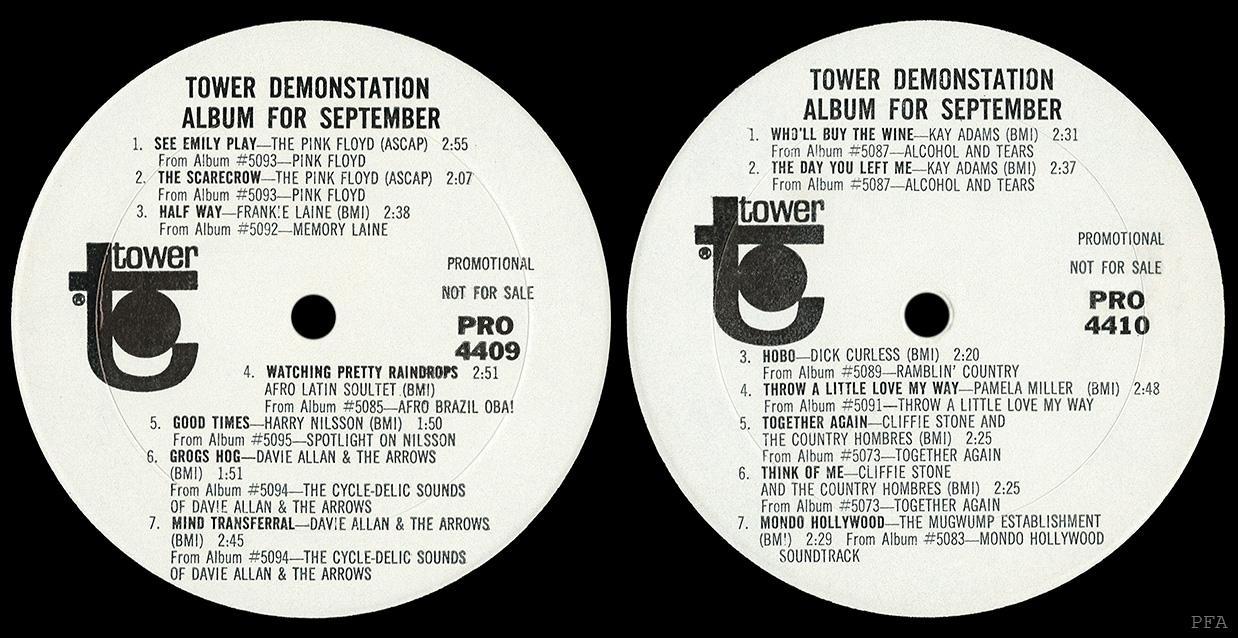 TOWER DEMONSTATION
ALBUM FOR SEPTEMBER
1. SEE EMILY PLAY—THE PINK FLOYD (ASCAP) 2:55
From Album #5093—PINK FLOYD
2. THE SCARECROW—THE PINK FLOYD (ASCAP) 2:07
From Album #5093—PINK FLOYD
3. HALF WAY—FRANKIE LAINE (BMI) 2:38
From Album #5092—MEMORY LAINE
tower
®
PROMOTIONAL
NOT FOR SALE
PRO
4409
4. WATCHING PRETTY RAINDROPS 2:51
AFRO LATIN SOULTET (BMI)
From Album #5085—AFRO BRAZIL OBA!
5. GOOD TIMES—HARRY NILSSON (BMI) 1:50
From Album #5095—SPOTLIGHT ON NILSSON
6. GROGS HOG—DAVIE ALLAN & THE ARROWS
(BMI) 1:51
From Album #5094—THE CYCLE-DELIC SOUNDS
OF DAVIE ALLAN & THE ARROWS
7. MIND TRANSFERRAL—DAVIE ALLAN & THE ARROWS
(BMI) 2:45
From Album #5094—THE CYCLE-DELIC SOUNDS
OF DAVIE ALLAN & THE ARROWS
TOWER DEMONSTATION
ALBUM FOR SEPTEMBER
1. WHO'LL BUY THE WINE—KAY ADAMS (BMI) 2:31
From Album #5087—ALCOHOL AND TEARS
2. THE DAY YOU LEFT ME—KAY ADAMS (BMI) 2:37
From Album #5087—ALCOHOL AND TEARS
tower
®
PROMOTIONAL
NOT FOR SALE
PRO
4410
3. HOBO—DICK CURLESS (BMI) 2:20
From Album #5089—RAMBLIN' COUNTRY
4. THROW A LITTLE LOVE MY WAY—PAMELA MILLER (BMI) 2:48
From Album #5091—THROW A LITTLE LOVE MY WAY
5. TOGETHER AGAIN—CLIFFIE STONE AND
THE COUNTRY HOMBRES (BMI) 2:25
From Album #5073—TOGETHER AGAIN
6. THINK OF ME—CLIFFIE STONE
AND THE COUNTRY HOMBRES (BMI) 2:25
From Album #5073—TOGETHER AGAIN
7. MONDO HOLLYWOOD—THE MUGWUMP ESTABLISHMENT
(BMI) 2:29 From Album #5083—MONDO HOLLYWOOD
SOUNDTRACK
PFA